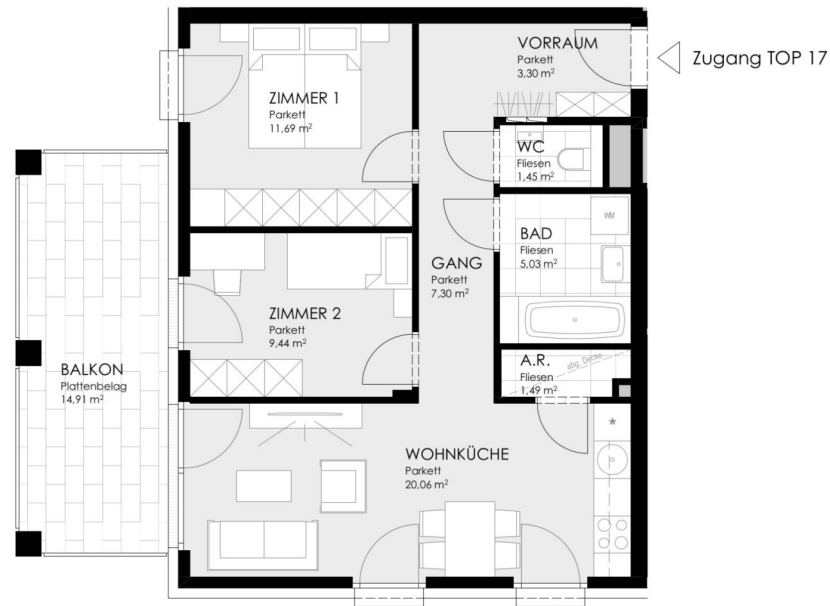 VORRAUM
Parkett
3,30 m²
Zugang TOP 17
ZIMMER 1
Parkett
11,69 m²
WC
Fliesen
1,45 m²
WM
BAD
Fliesen
5,03 m²
GANG
Parkett
7,30 m²
ZIMMER 2
Parkett
9,44 m²
BALKON
Plattenbelag
14,91 m²
A.R.
abg. Decke
Fliesen
1,49 m²
WOHNKÜCHE
Parkett
20,06 m²
*